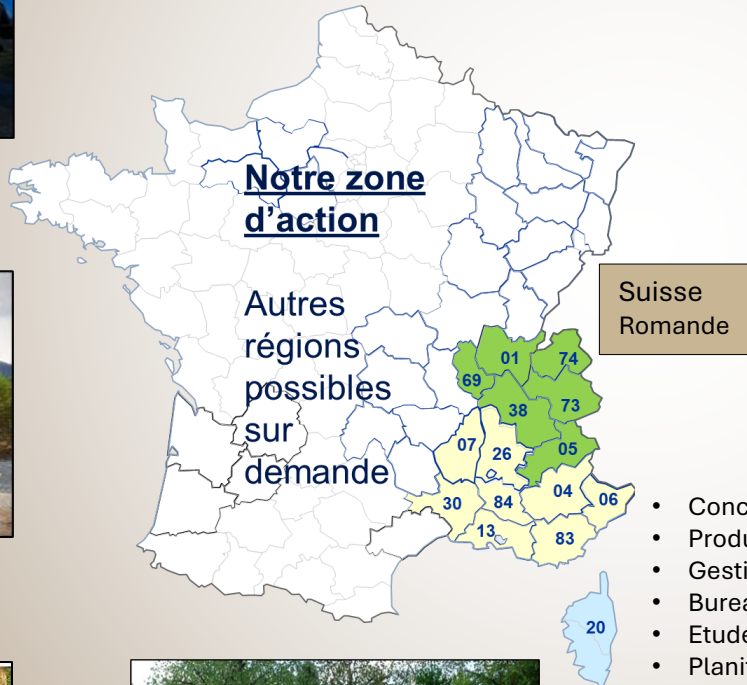 Notre zone
d’action
Autres
régions
possibles
sur
demande
Suisse
Romande
01
74
69
38
73
07
26
05
04
06
30
84
13
83
20